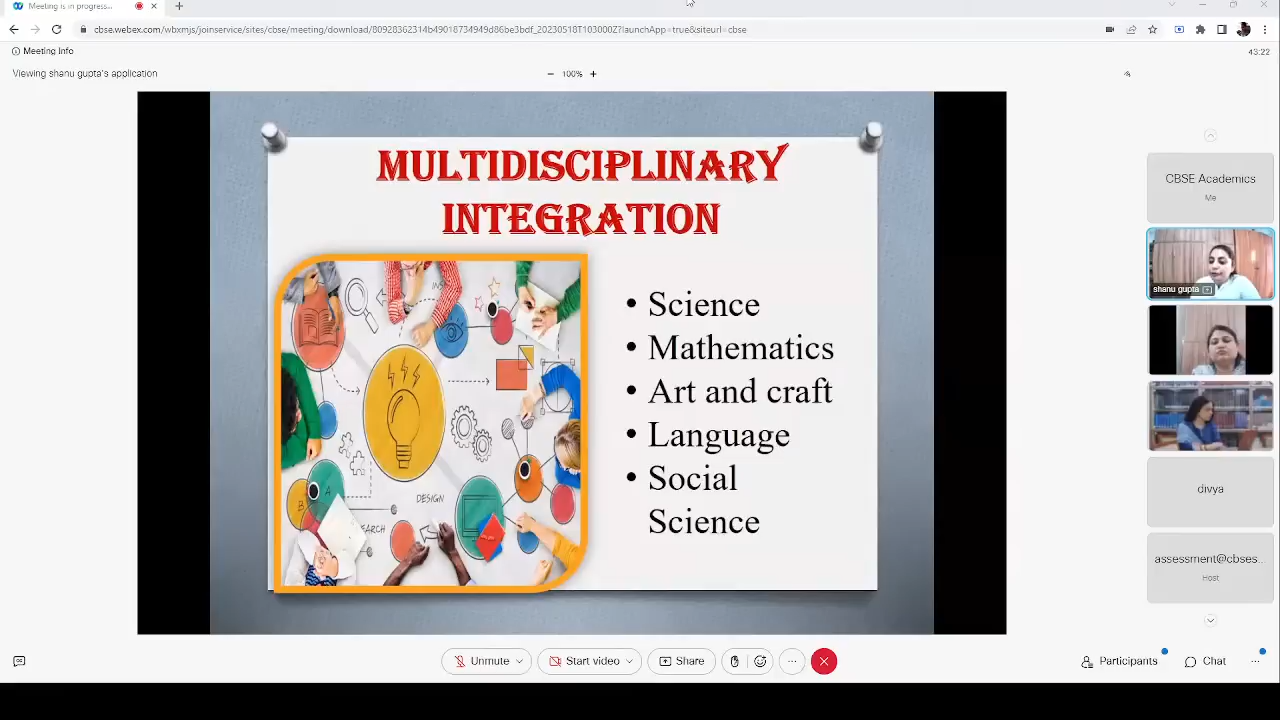 Meeting is in progress...
cbse.webex.com/wbxmjs/joinservice/sites/cbse/meeting/download/80928362314b49018734949d86be3bdf_20230518T103000Z?launchApp=true&siteurl=cbse
Meeting Info
43:22
Viewing shanu gupta's application
100%
MULTIDISCIPLINARY
INTEGRATION
• Science
• Mathematics
• Art and craft
• Language
• Social
Science
A
B
DESIGN
CBSE Academics
Me
shanu gupta
divya
assessment@cbses...
Host
Unmute
Start video
Share
Participants
Chat